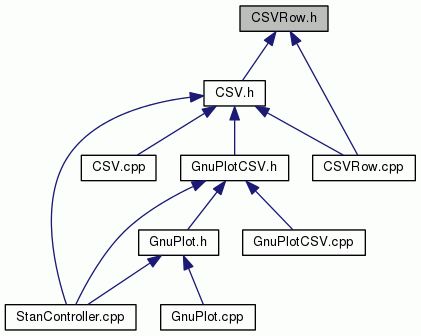 CSVRow.h
CSV.h
CSV.cpp
GnuPlotCSV.h
CSVRow.cpp
GnuPlot.h
GnuPlotCSV.cpp
StanController.cpp
GnuPlot.cpp